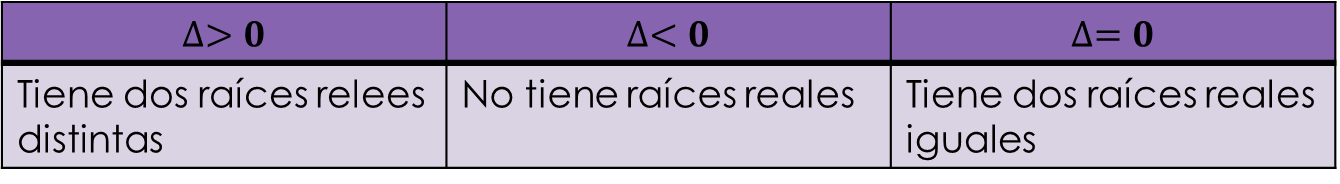 Δ> 0
Δ< 0
Δ= 0
Tiene dos raíces relees
distintas
No tiene raíces reales
Tiene dos raíces reales
iguales